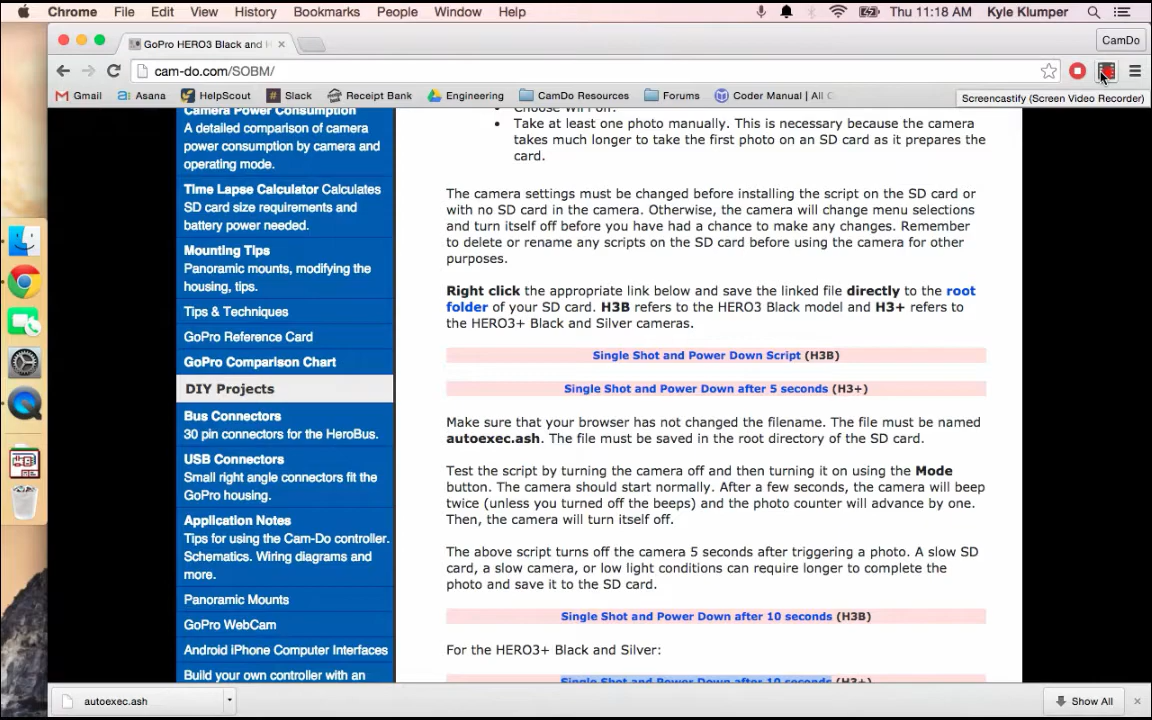 Chrome File Edit View History Bookmarks People Window Help Thu 11:18 AM Kyle Klumper
GoPro HERO3 Black and H
CamDo
cam-do.com/SOBM/
Gmail Asana HelpScout Slack Receipt Bank Engineering CamDo Resources Forums Coder Manual | All C
Screencastify (Screen Video Recorder)
Camera Power Consumption
A detailed comparison of camera
power consumption by camera and
operating mode.
Time Lapse Calculator Calculates
SD card size requirements and
battery power needed.
Mounting Tips
Panoramic mounts, modifying the
housing, tips.
Tips & Techniques
GoPro Reference Card
GoPro Comparison Chart
DIY Projects
Bus Connectors
30 pin connectors for the HeroBus.
USB Connectors
Small right angle connectors fit the
GoPro housing.
Application Notes
Tips for using the Cam-Do controller.
Schematics. Wiring diagrams and
more.
Panoramic Mounts
GoPro WebCam
Android iPhone Computer Interfaces
Build your own controller with an
• Choose Wifi off.
• Take at least one photo manually. This is necessary because the camera
takes much longer to take the first photo on an SD card as it prepares the
card.
The camera settings must be changed before installing the script on the SD card or
with no SD card in the camera. Otherwise, the camera will change menu selections
and turn itself off before you have had a chance to make any changes. Remember
to delete or rename any scripts on the SD card before using the camera for other
purposes.
Right click the appropriate link below and save the linked file directly to the root
folder of your SD card. H3B refers to the HERO3 Black model and H3+ refers to
the HERO3+ Black and Silver cameras.
Single Shot and Power Down Script (H3B)
Single Shot and Power Down after 5 seconds (H3+)
Make sure that your browser has not changed the filename. The file must be named
autoexec.ash. The file must be saved in the root directory of the SD card.
Test the script by turning the camera off and then turning it on using the Mode
button. The camera should start normally. After a few seconds, the camera will beep
twice (unless you turned off the beeps) and the photo counter will advance by one.
Then, the camera will turn itself off.
The above script turns off the camera 5 seconds after triggering a photo. A slow SD
card, a slow camera, or low light conditions can require longer to complete the
photo and save it to the SD card.
Single Shot and Power Down after 10 seconds (H3B)
For the HERO3+ Black and Silver:
Single Shot and Power Down after 10 seconds (H3+)
autoexec.ash
Show All